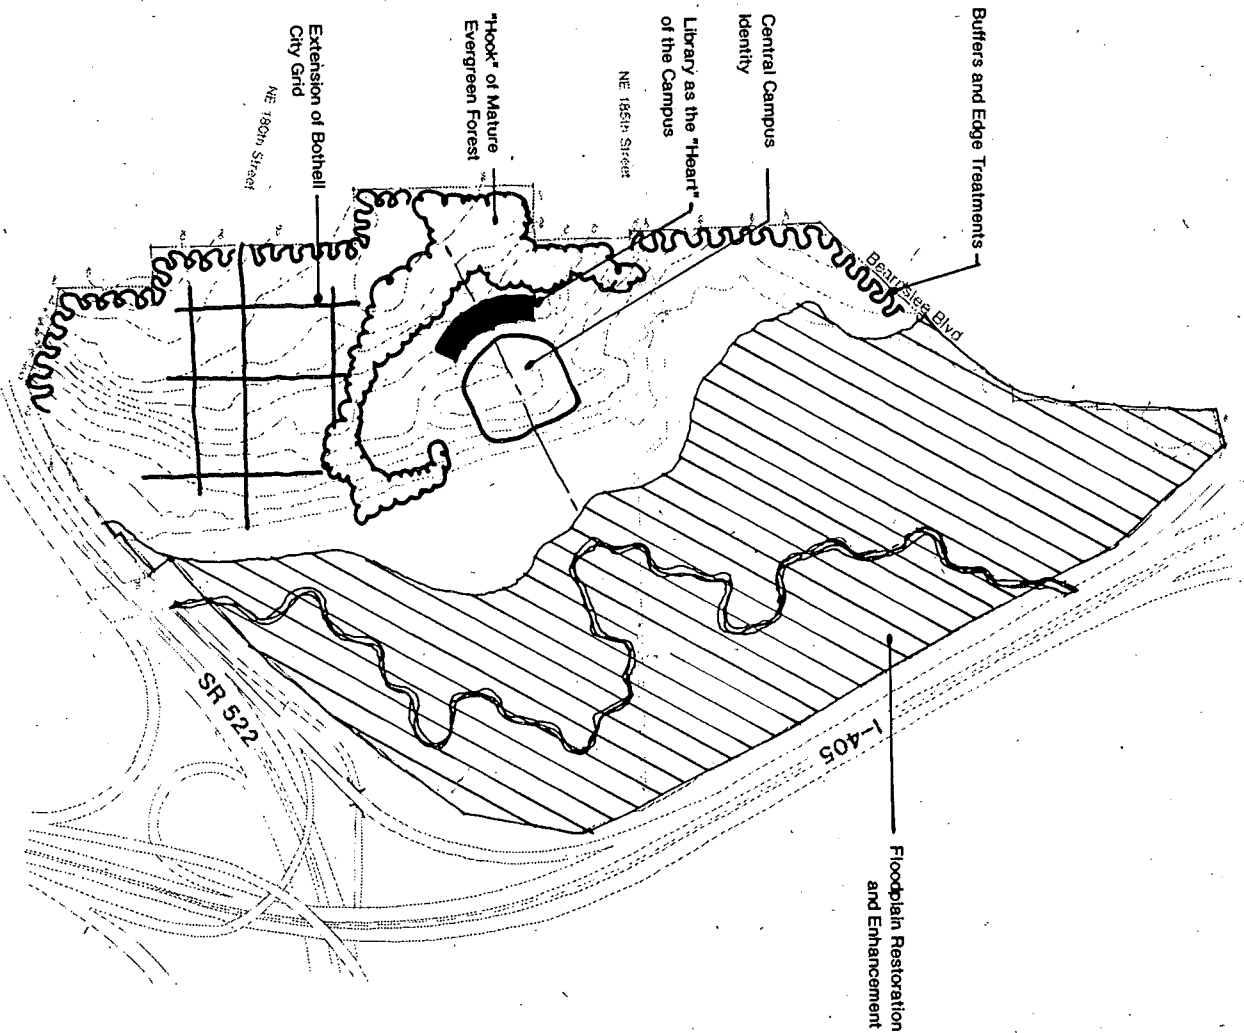 Buffers and Edge Treatments
Central Campus
Identity
Library as the "Heart"
of the Campus
NE 185th Street
"Hook" of Mature
Evergreen Forest
Extension of Bothell
City Grid
NE 180th Street
Beardslee Blvd
SR 522
I-405
Floodplain Restoration
and Enhancement